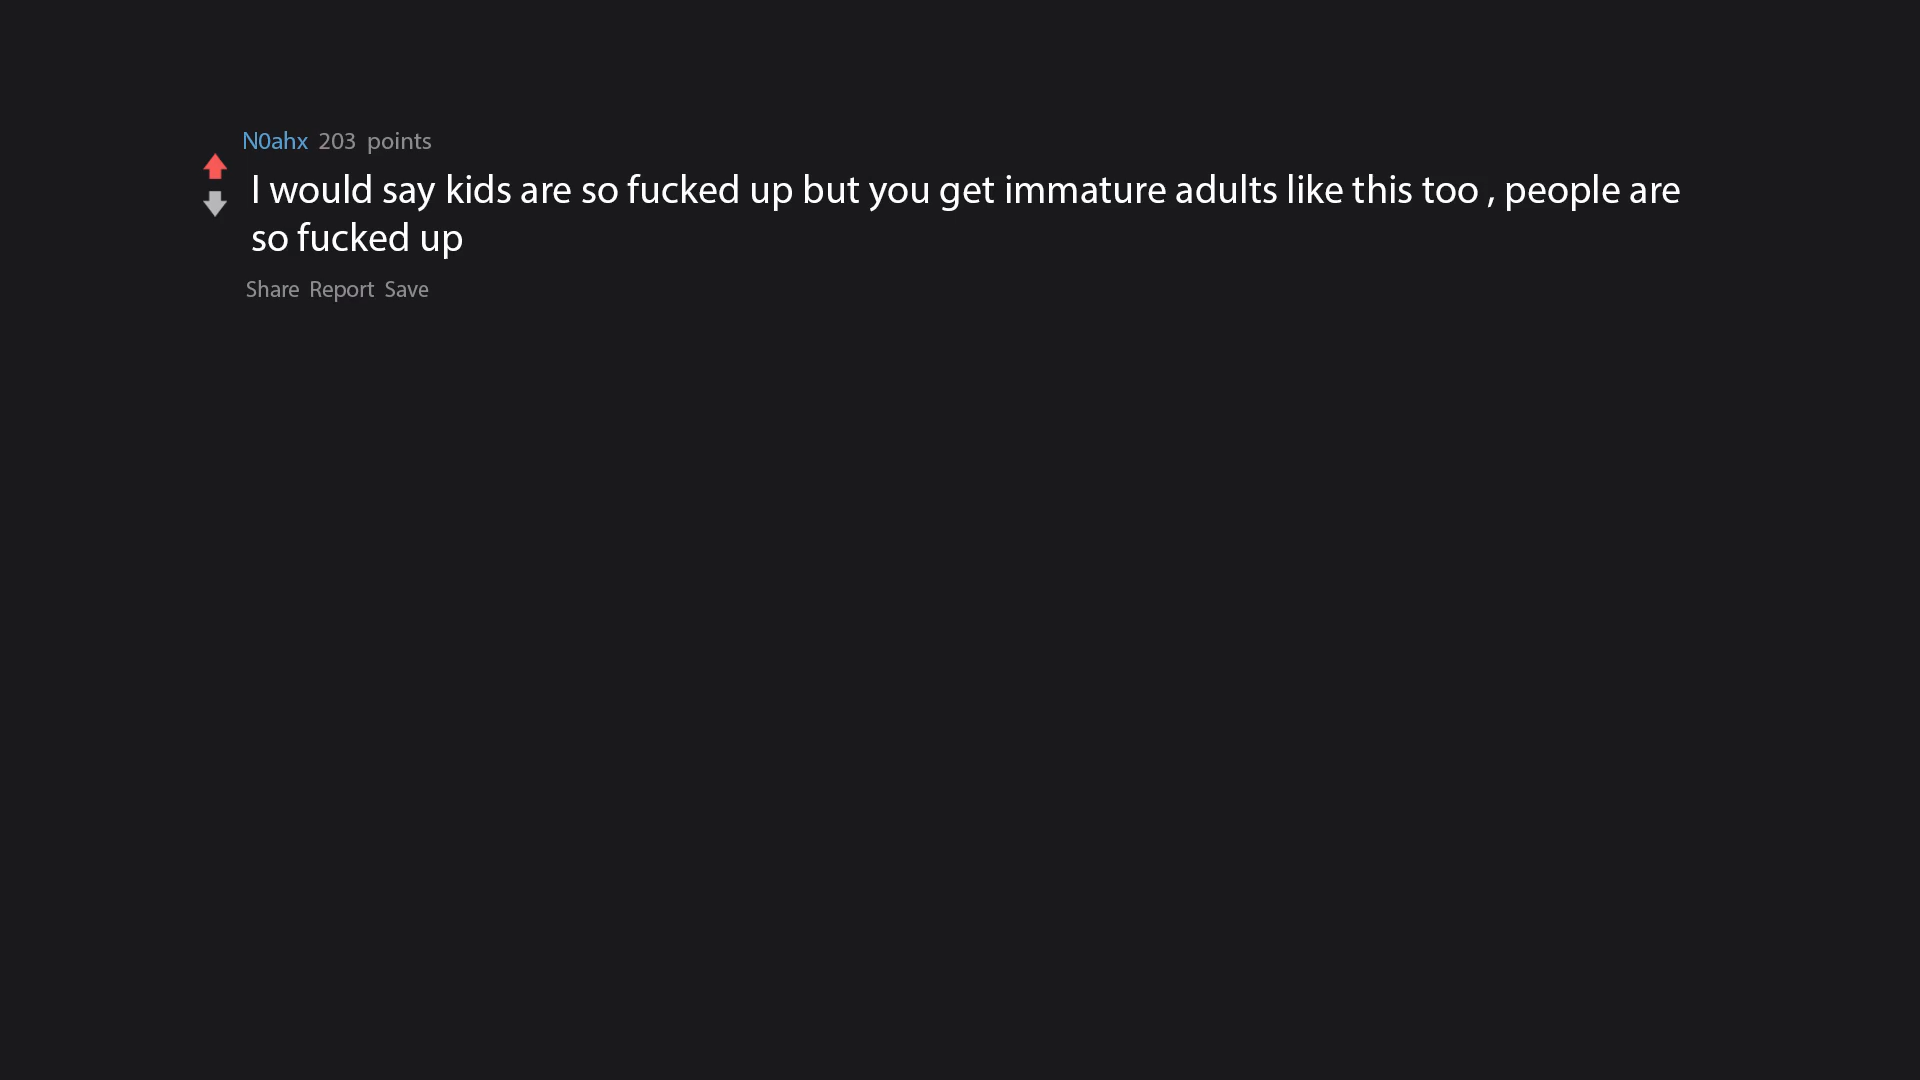 N0ahx 203 points
I would say kids are so fucked up but you get immature adults like this too , people are
so fucked up
Share Report Save